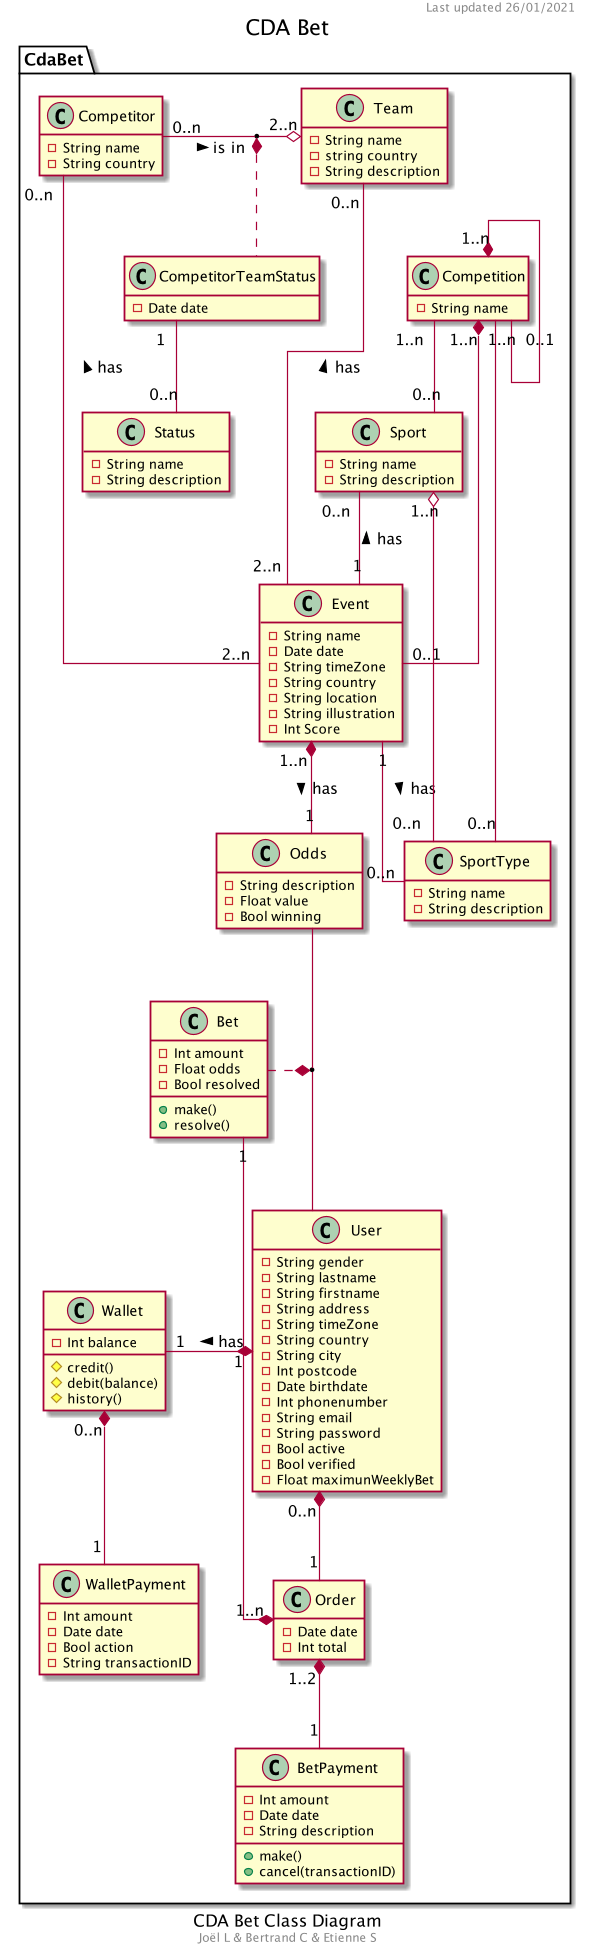 Last updated 26/01/2021
CDA Bet
CdaBet
C Competitor
String name
String country
0..n
is in
2..n
C Team
String name
string country
String description
0..n
0..n
C CompetitorTeamStatus
Date date
1
0..n
has
C Status
String name
String description
has
1..n
C Competition
String name
1..n
1..n
1..n
0..1
0..n
C Sport
String name
String description
0..n
1..n
has
2..n
1
C Event
String name
Date date
String timeZone
String country
String location
String illustration
Int Score
2..n
0..1
1..n
1
has
has
1
0..n
0..n
0..n
C Odds
String description
Float value
Bool winning
C SportType
String name
String description
C Bet
Int amount
Float odds
Bool resolved
make()
resolve()
1
C User
String gender
String lastname
String firstname
String address
String timeZone
String country
String city
Int postcode
Date birthdate
Int phonenumber
String email
String password
Bool active
Bool verified
Float maximunWeeklyBet
C Wallet
Int balance
credit()
debit(balance)
history()
1
has
1
0..n
1
0..n
1
C WalletPayment
Int amount
Date date
Bool action
String transactionID
1..n
C Order
Date date
Int total
1..2
1
C BetPayment
Int amount
Date date
String description
make()
cancel(transactionID)
CDA Bet Class Diagram
Joël L & Bertrand C & Etienne S